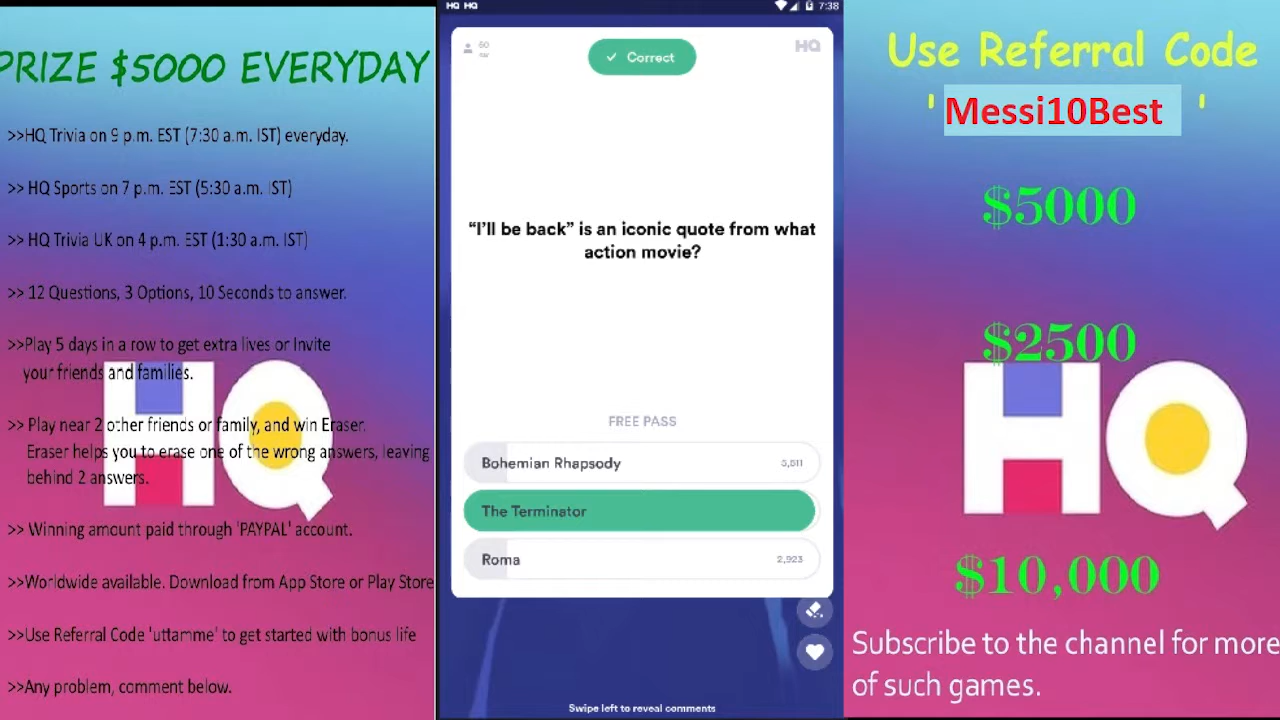 PRIZE $5000 EVERYDAY
>>HQ Trivia on 9 p.m. EST (7:30 a.m. IST) everyday.
>> HQ Sports on 7 p.m. EST (5:30 a.m. IST)
>> HQ Trivia UK on 4 p.m. EST (1:30 a.m. IST)
>> 12 Questions, 3 Options, 10 Seconds to answer.
>>Play 5 days in a row to get extra lives or Invite
your friends and families.
>> Play near 2 other friends or family, and win Eraser.
Eraser helps you to erase one of the wrong answers, leaving
behind 2 answers.
>> Winning amount paid through 'PAYPAL' account.
>>Worldwide available. Download from App Store or Play Store
>>Use Referral Code 'uttamme' to get started with bonus life
>>Any problem, comment below.
HQ
HQ HQ
7:38
Correct
HQ
“I’ll be back” is an iconic quote from what
action movie?
FREE PASS
Bohemian Rhapsody
The Terminator
Roma 2,923
Swipe left to reveal comments
Use Referral Code
' Messi10Best '
$5000
$2500
HQ
$10,000
Subscribe to the channel for more
of such games.